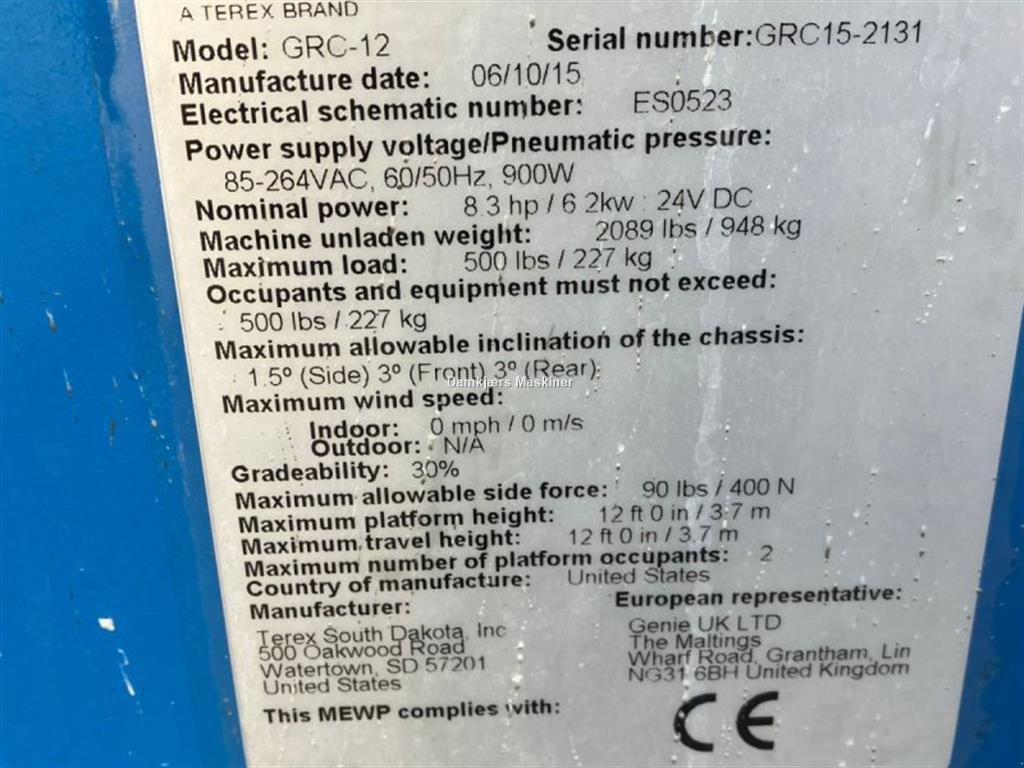 A TEREX BRAND
Model: GRC-12 Serial number:GRC15-2131
Manufacture date: 06/10/15
Electrical schematic number: ES0523
Power supply voltage/Pneumatic pressure:
85-264VAC, 60/50Hz, 900W
Nominal power: 8.3 hp / 6.2kw : 24V DC
Machine unladen weight: 2089 lbs / 948 kg
Maximum load: 500 lbs / 227 kg
Occupants and equipment must not exceed:
500 lbs / 227 kg
Maximum allowable inclination of the chassis:
1.5º (Side) 3º (Front) 3º (Rear)
Damkjærs Maskiner
Maximum wind speed:
Indoor: 0 mph / 0 m/s
Outdoor: N/A
Gradeability: 30%
Maximum allowable side force: 90 lbs / 400 N
Maximum platform height: 12 ft 0 in / 3.7 m
Maximum travel height: 12 ft 0 in / 3.7 m
Maximum number of platform occupants: 2
Country of manufacture: United States
Manufacturer: European representative:
Terex South Dakota, Inc Genie UK LTD
500 Oakwood Road The Maltings
Watertown, SD 57201 Wharf Road, Grantham, Lin
United States NG31 6BH United Kingdom
This MEWP complies with: CE